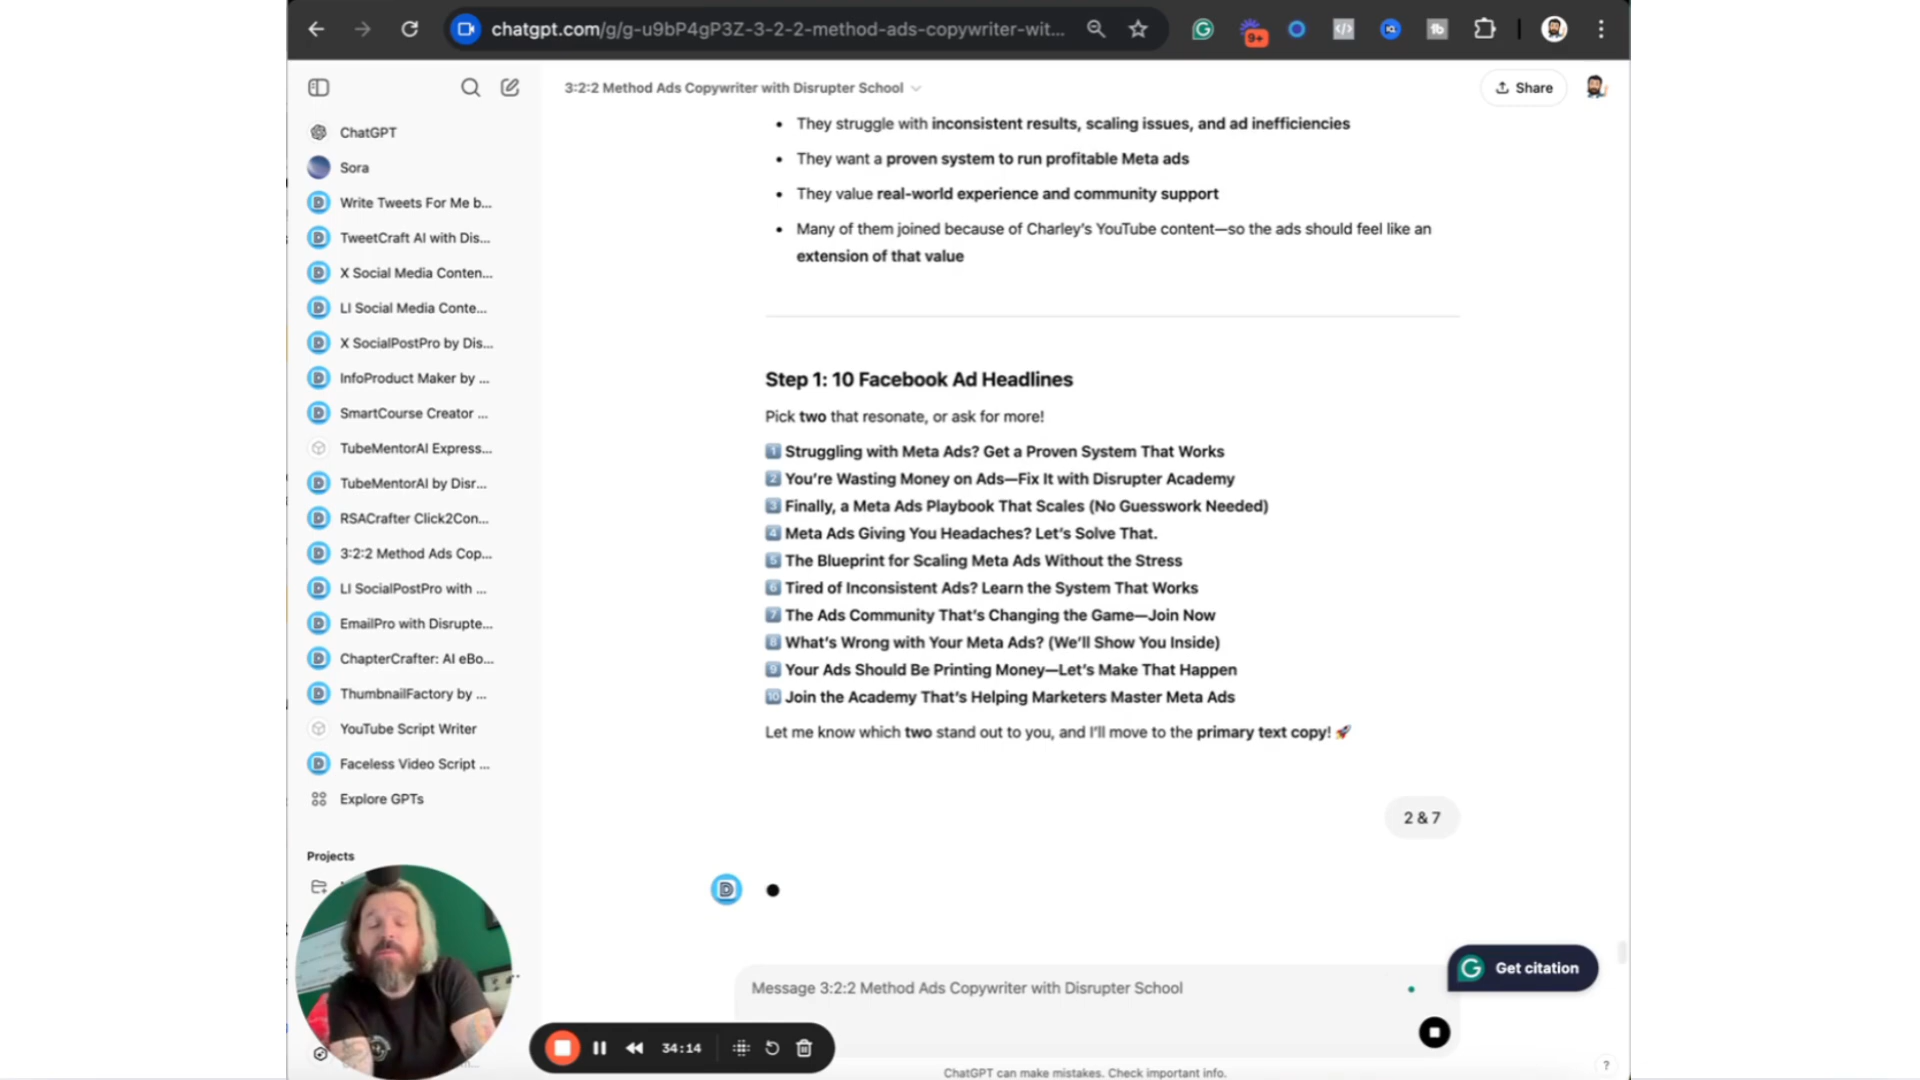 chatgpt.com/g/g-u9bP4gP3Z-3-2-2-method-ads-copywriter-wit...
9+
3:2:2 Method Ads Copywriter with Disrupter School
Share
ChatGPT
Sora
Write Tweets For Me b...
TweetCraft AI with Dis...
X Social Media Conten...
LI Social Media Conte...
X SocialPostPro by Dis...
InfoProduct Maker by ...
SmartCourse Creator ...
TubeMentorAI Express...
TubeMentorAI by Disr...
RSACrafter Click2Con...
3:2:2 Method Ads Cop...
LI SocialPostPro with ...
EmailPro with Disrupte...
ChapterCrafter: AI eBo...
ThumbnailFactory by ...
YouTube Script Writer
Faceless Video Script ...
Explore GPTs
Projects
• They struggle with inconsistent results, scaling issues, and ad inefficiencies
• They want a proven system to run profitable Meta ads
• They value real-world experience and community support
• Many of them joined because of Charley's YouTube content—so the ads should feel like an
extension of that value
Step 1: 10 Facebook Ad Headlines
Pick two that resonate, or ask for more!
1 Struggling with Meta Ads? Get a Proven System That Works
2 You're Wasting Money on Ads—Fix It with Disrupter Academy
3 Finally, a Meta Ads Playbook That Scales (No Guesswork Needed)
4 Meta Ads Giving You Headaches? Let's Solve That.
5 The Blueprint for Scaling Meta Ads Without the Stress
6 Tired of Inconsistent Ads? Learn the System That Works
7 The Ads Community That's Changing the Game—Join Now
8 What's Wrong with Your Meta Ads? (We'll Show You Inside)
9 Your Ads Should Be Printing Money—Let's Make That Happen
10 Join the Academy That's Helping Marketers Master Meta Ads
Let me know which two stand out to you, and I'll move to the primary text copy! 🚀
2 & 7
Get citation
Message 3:2:2 Method Ads Copywriter with Disrupter School
34:14
ChatGPT can make mistakes. Check important info.
?